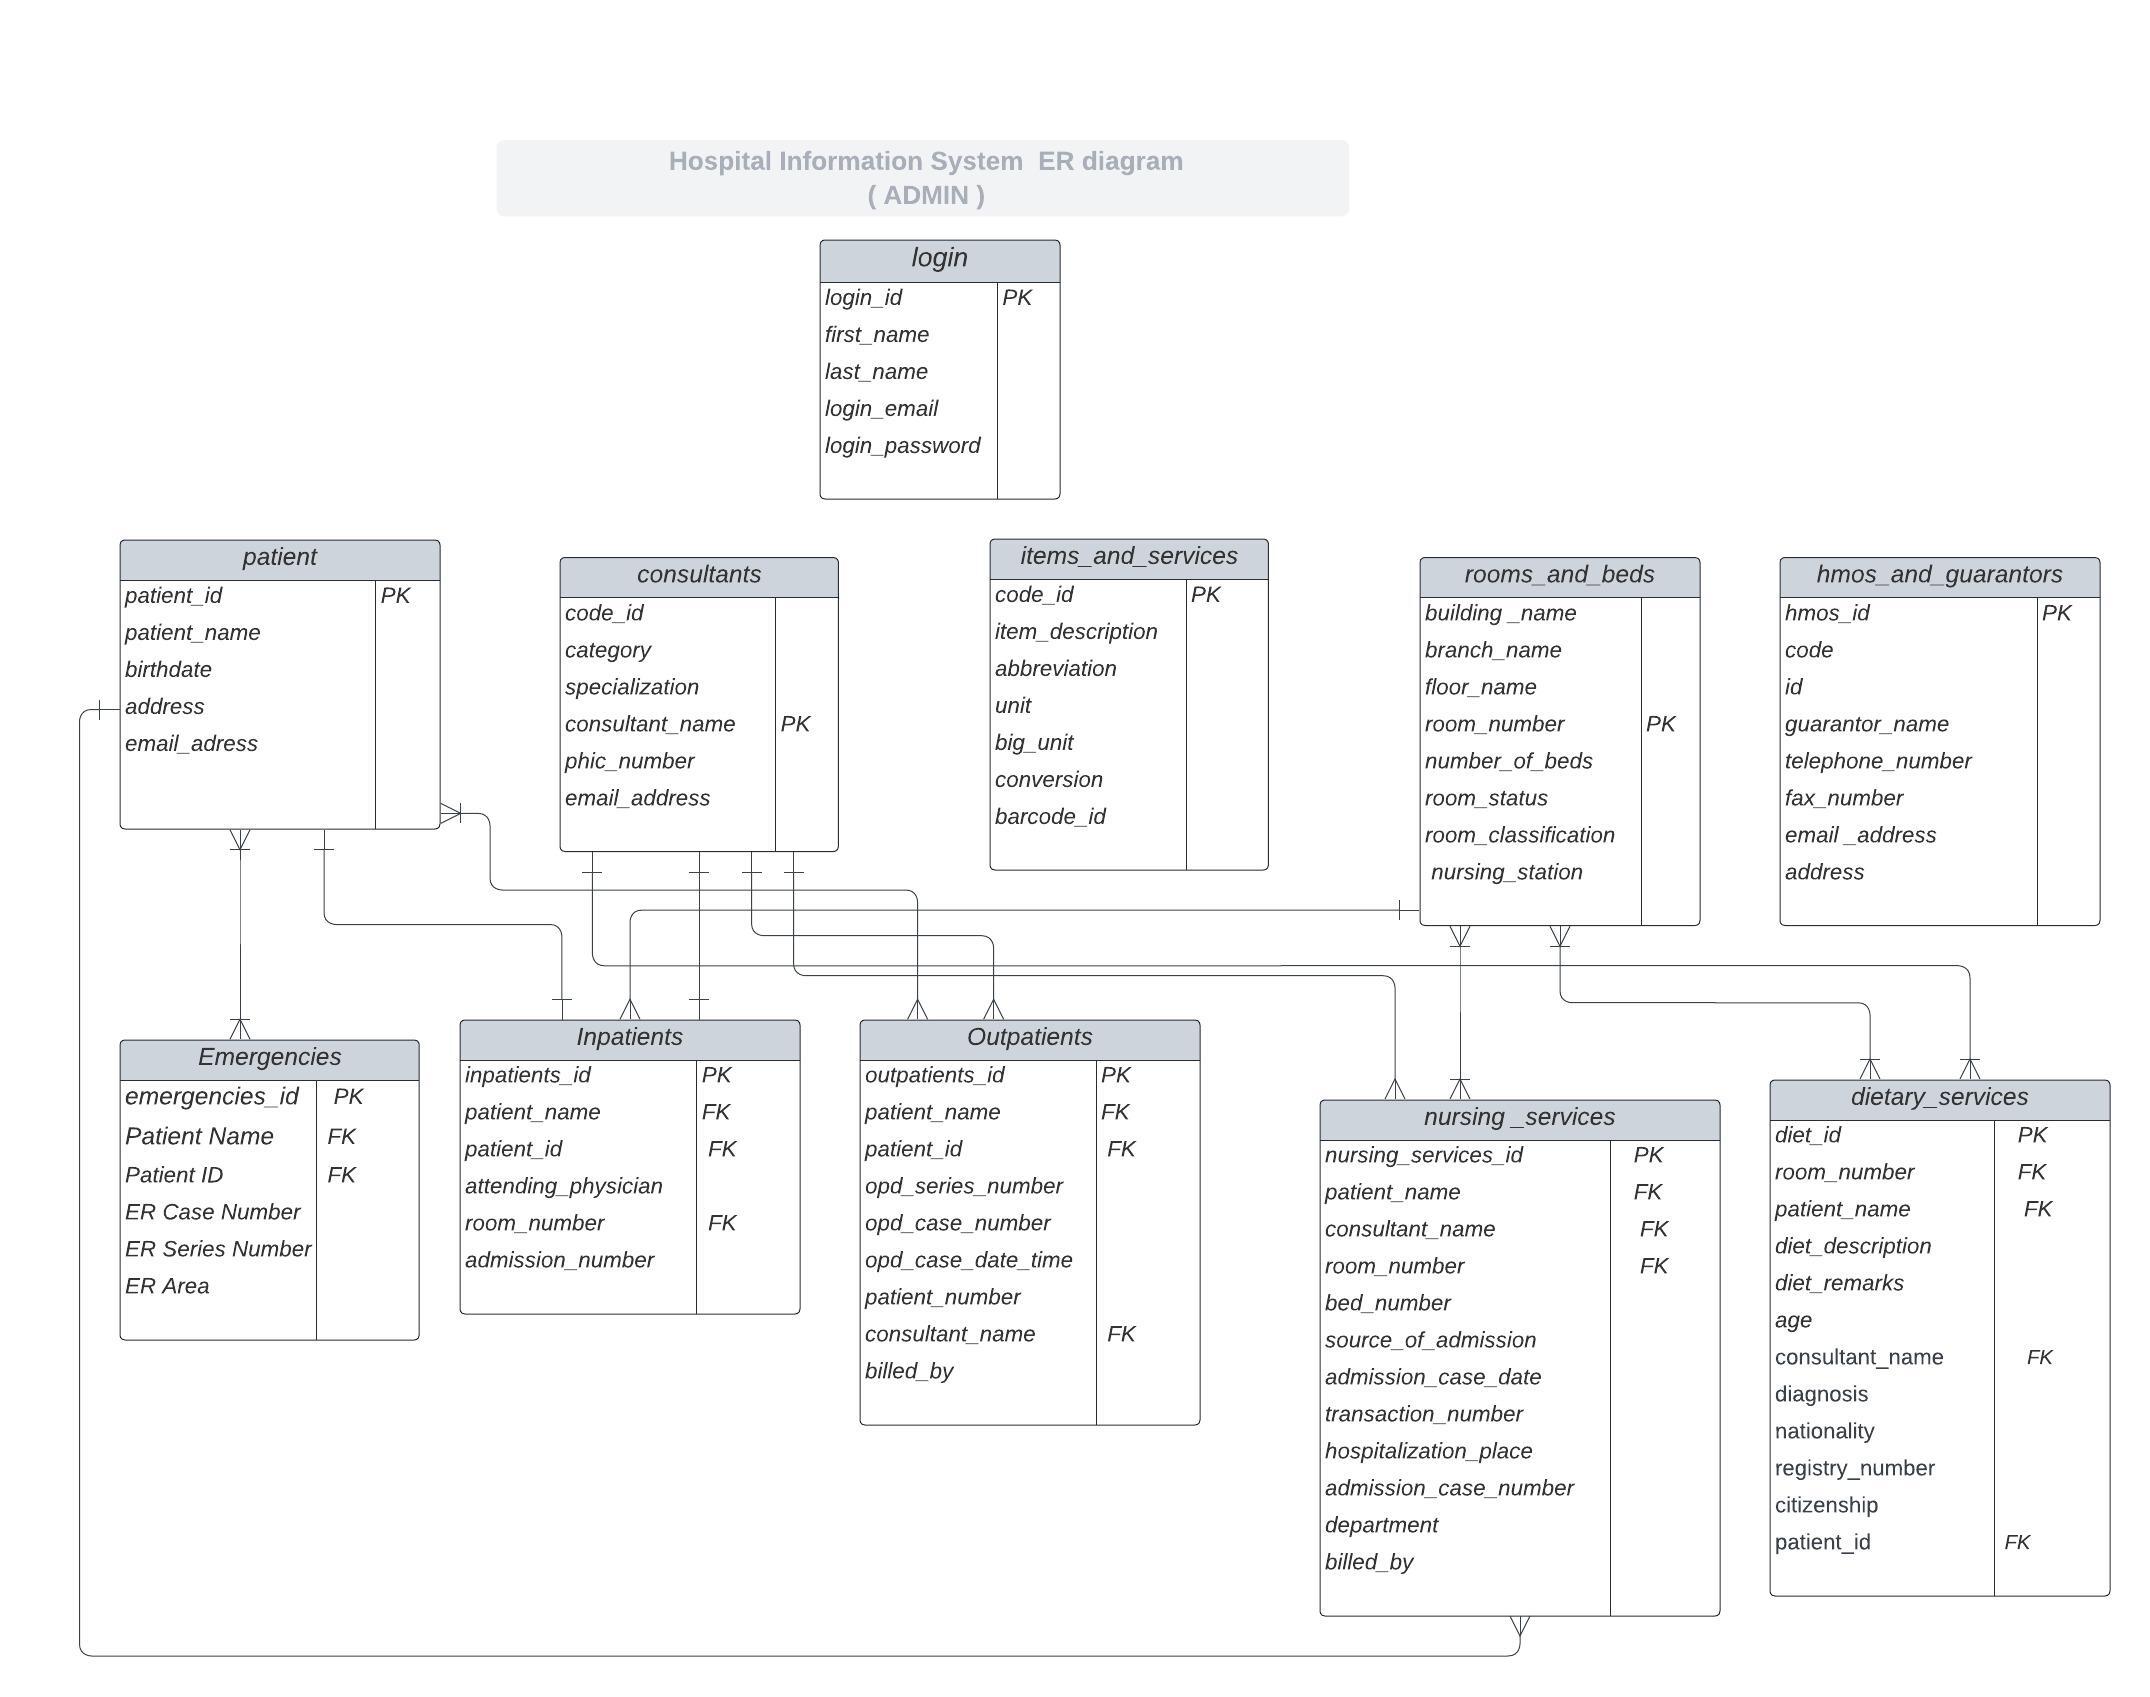 Hospital Information System  ER diagram
( ADMIN )
login
login_id PK
first_name
last_name
login_email
login_password
patient
patient_id PK
patient_name
birthdate
address
email_adress
consultants
code_id
category
specialization
consultant_name PK
phic_number
email_address
items_and_services
code_id PK
item_description
abbreviation
unit
big_unit
conversion
barcode_id
rooms_and_beds
building _name
branch_name
floor_name
room_number PK
number_of_beds
room_status
room_classification
nursing_station
hmos_and_guarantors
hmos_id PK
code
id
guarantor_name
telephone_number
fax_number
email _address
address
Emergencies
emergencies_id PK
Patient Name FK
Patient ID FK
ER Case Number
ER Series Number
ER Area
Inpatients
inpatients_id PK
patient_name FK
patient_id FK
attending_physician
room_number FK
admission_number
Outpatients
outpatients_id PK
patient_name FK
patient_id FK
opd_series_number
opd_case_number
opd_case_date_time
patient_number
consultant_name FK
billed_by
nursing _services
nursing_services_id PK
patient_name FK
consultant_name FK
room_number FK
bed_number
source_of_admission
admission_case_date
transaction_number
hospitalization_place
admission_case_number
department
billed_by
dietary_services
diet_id PK
room_number FK
patient_name FK
diet_description
diet_remarks
age
consultant_name FK
diagnosis
nationality
registry_number
citizenship
patient_id FK